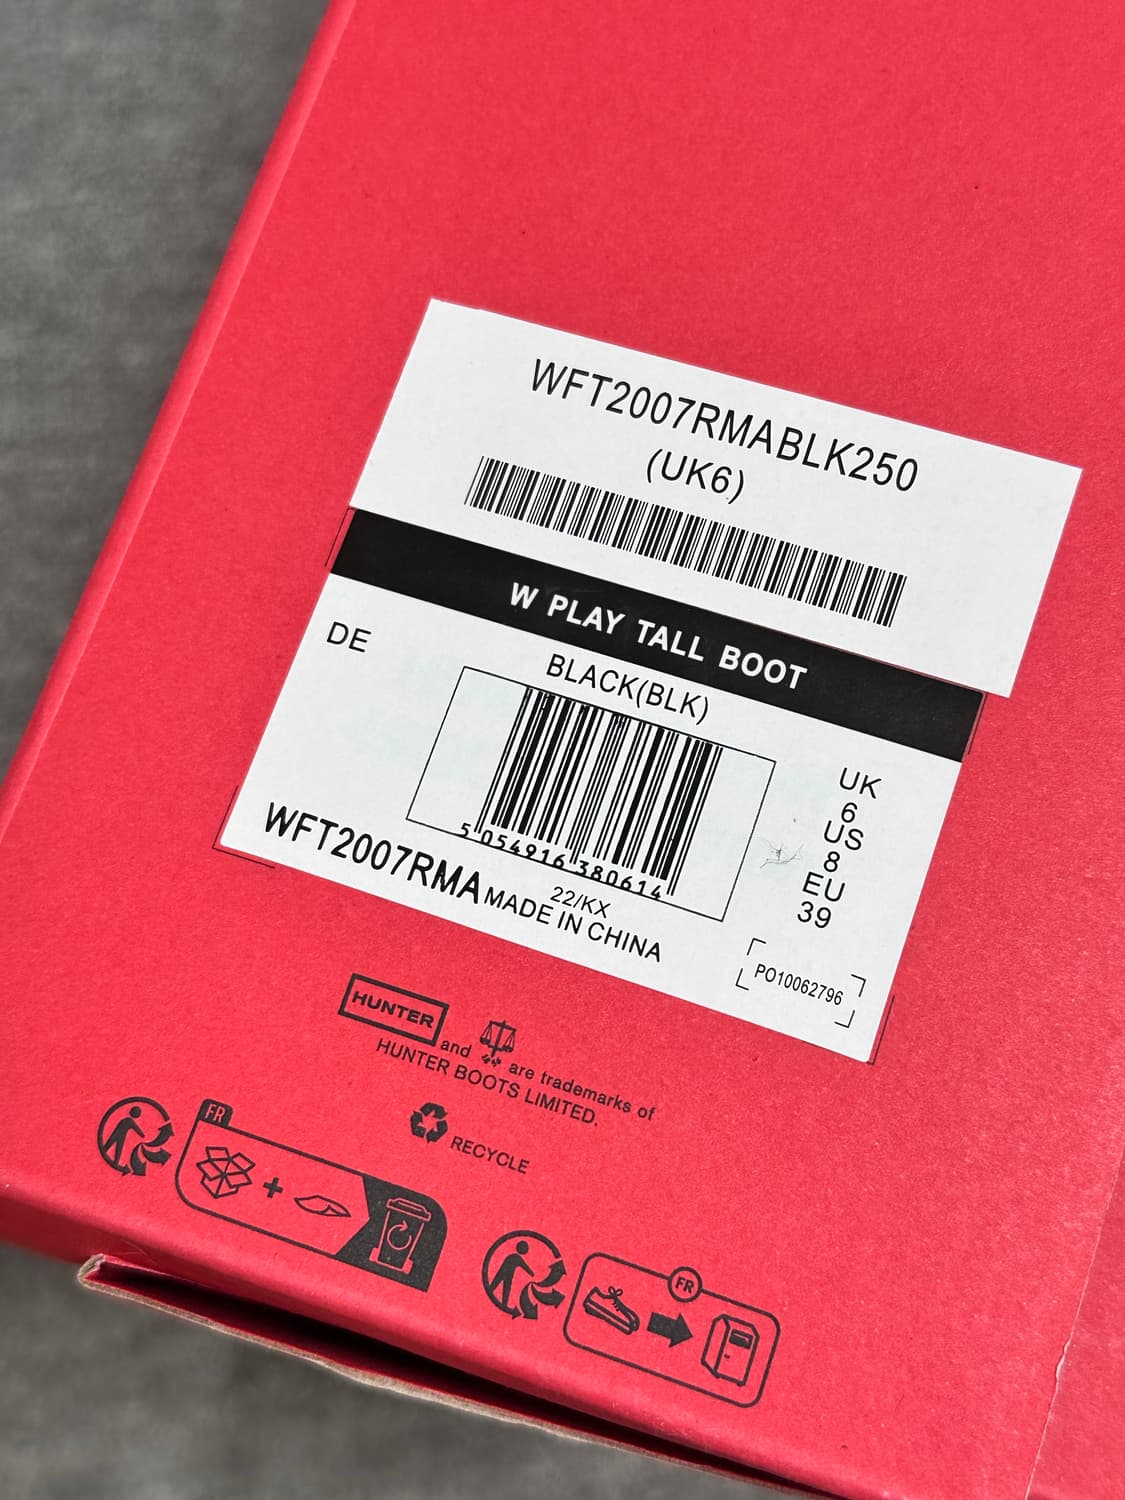 WFT2007RMABLK250
(UK6)
W PLAY TALL BOOT
DE
BLACK(BLK)
5 054916 380614
UK
6
US
8
EU
39
WFT2007RMA
22/KX
MADE IN CHINA
PO10062796
HUNTER and are trademarks of
HUNTER BOOTS LIMITED.
RECYCLE
FR
FR